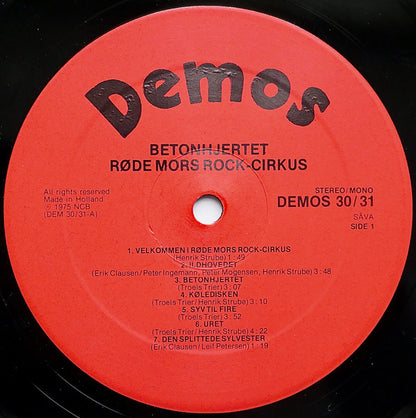 Demos
BETONHJERTET
RØDE MORS ROCK-CIRKUS
All rights reserved
Made in Holland
℗ 1975 NCB
(DEM 30/31-A)
STEREO/MONO
DEMOS 30/31
SÅVA
SIDE 1
1. VELKOMMEN I RØDE MORS ROCK-CIRKUS
(Henrik Strube) 1:49
2. ILDHOVEDET
(Erik Clausen/Peter Ingemann, Peter Mogensen, Henrik Strube) 3:48
3. BETONHJERTET
(Troels Trier) 3:07
4. KØLEDISKEN
(Troels Trier/Henrik Strube) 3:10
5. SYV TIL FIRE
(Troels Trier) 3:52
6. URET
(Troels Trier/Henrik Strube) 4:22
7. DEN SPLITTEDE SYLVESTER
(Erik Clausen/Leif Petersen) 1:19